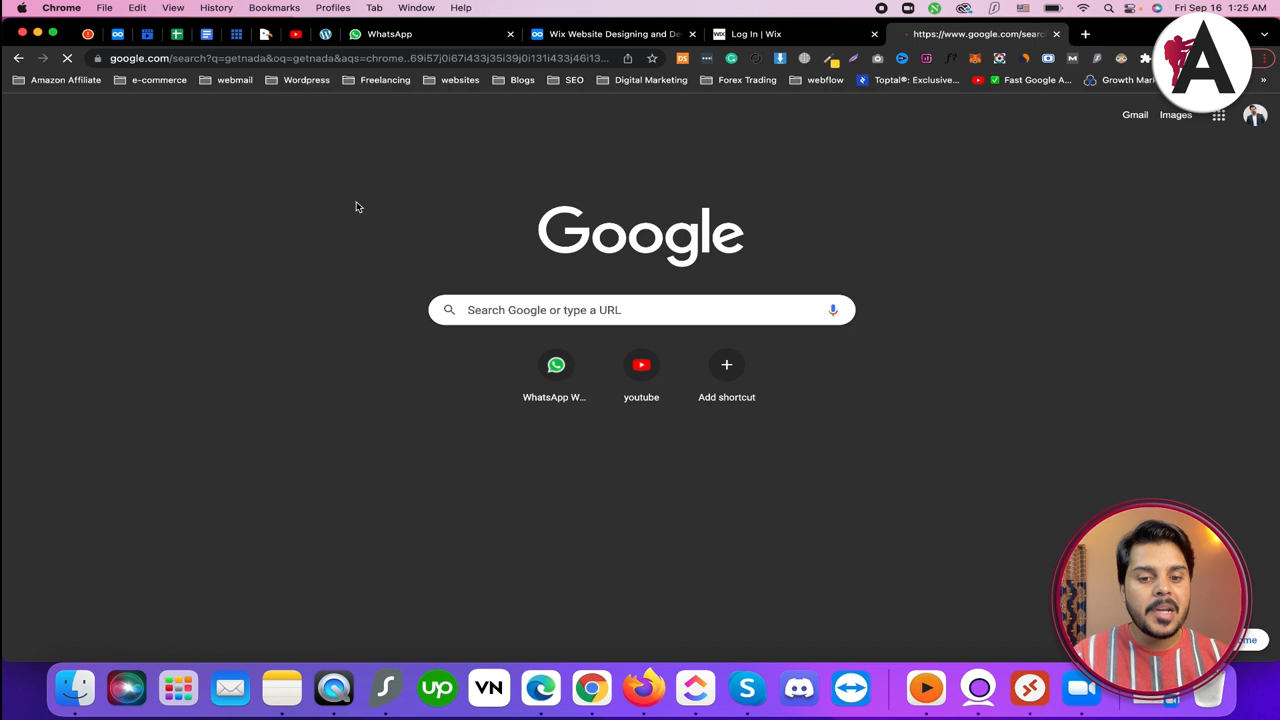 Chrome File Edit View History Bookmarks Profiles Tab Window Help Fri Sep 16 1:25 AM
WhatsApp Wix Website Designing and De Log In | Wix https://www.google.com/searc
google.com/search?q=getnada&oq=getnada&aqs=chrome...69i57j0i67i433j35i39j0i131i433j46i13...
Amazon Affiliate e-commerce webmail Wordpress Freelancing websites Blogs SEO Digital Marketing Forex Trading webflow Toptal®: Exclusive... Fast Google A... Growth Mar
A
Gmail Images
Google
Search Google or type a URL
WhatsApp W... youtube Add shortcut
up VN